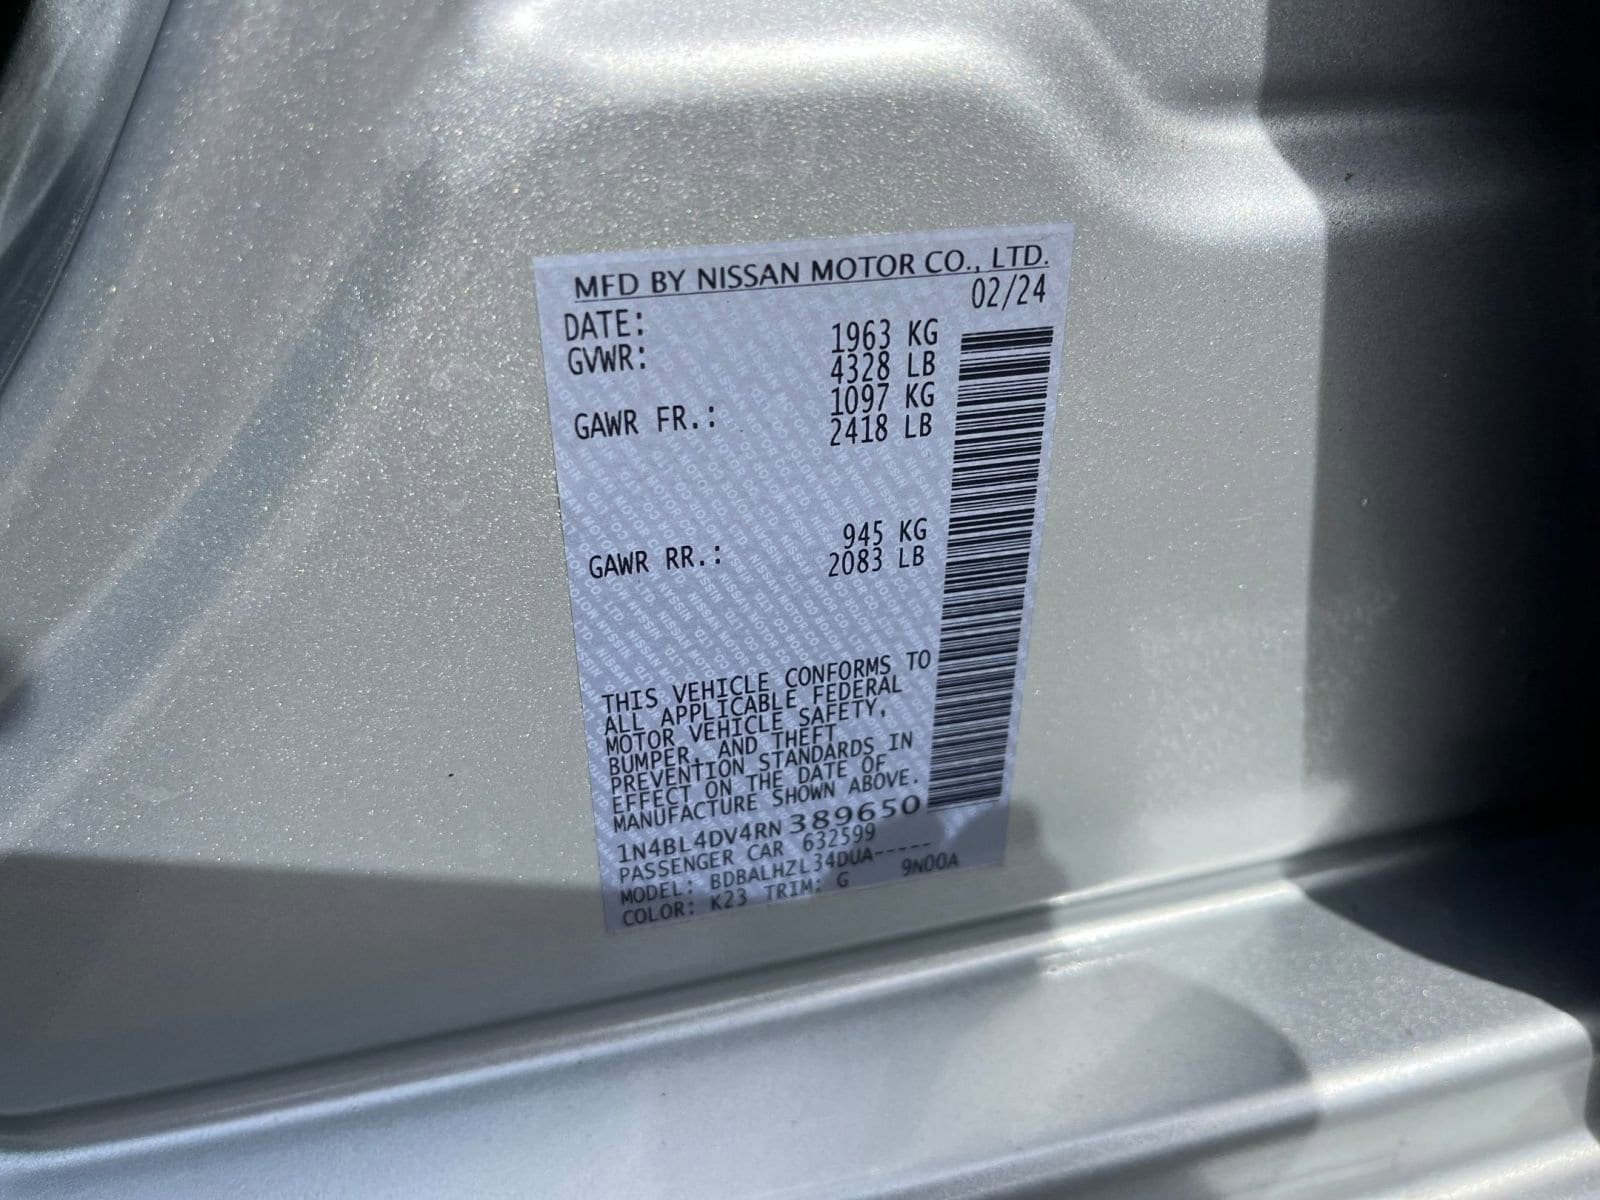 MFD BY NISSAN MOTOR CO., LTD.
DATE: 02/24
GVWR: 1963 KG
4328 LB
GAWR FR.: 1097 KG
2418 LB
GAWR RR.: 945 KG
2083 LB
THIS VEHICLE CONFORMS TO
ALL APPLICABLE FEDERAL
MOTOR VEHICLE SAFETY,
BUMPER, AND THEFT
PREVENTION STANDARDS IN
EFFECT ON THE DATE OF
MANUFACTURE SHOWN ABOVE.
1N4BL4DV4RN389650
PASSENGER CAR 632599
MODEL: BDBALHZL34DUA-----
COLOR: K23 TRIM: G 9N00A